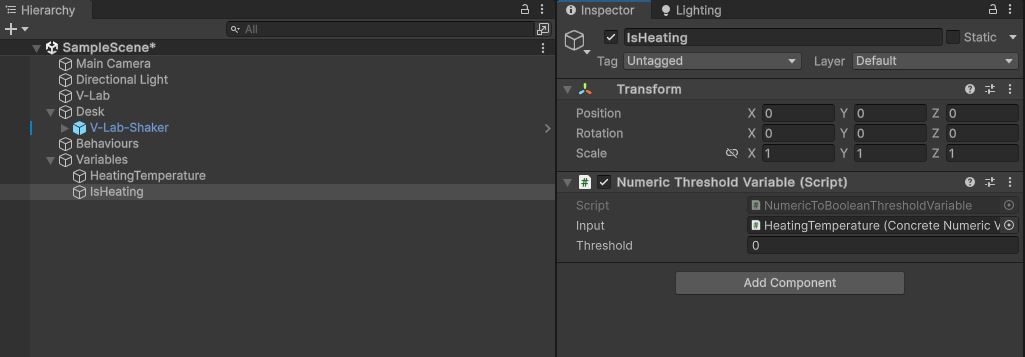 Hierarchy
All
SampleScene*
Main Camera
Directional Light
V-Lab
Desk
V-Lab-Shaker
Behaviours
Variables
HeatingTemperature
IsHeating
Inspector Lighting
IsHeating Static
Tag Untagged Layer Default
Transform
Position X 0 Y 0 Z 0
Rotation X 0 Y 0 Z 0
Scale X 1 Y 1 Z 1
# Numeric Threshold Variable (Script)
Script NumericToBooleanThresholdVariable
Input HeatingTemperature (Concrete Numeric V
Threshold 0
Add Component